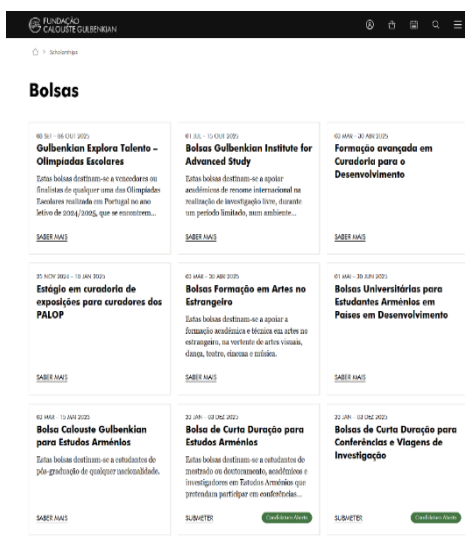 FUNDAÇÃO
CALOUSTE GULBENKIAN
Scholarships
Bolsas
03 SET - 06 OUT 2025
Gulbenkian Explora Talento –
Olimpíadas Escolares
Estas bolsas destinam-se a vencedores ou
finalistas de qualquer uma das Olimpíadas
Escolares realizada em Portugal no ano
letivo de 2024/2025, que se encontrem...
SABER MAIS
01 JUL - 15 OUT 2025
Bolsas Gulbenkian Institute for
Advanced Study
Estas bolsas destinam-se a apoiar
académicos de renome internacional na
realização de investigação livre, durante
um período limitado, num ambiente...
SABER MAIS
03 MAR - 30 ABR 2025
Formação avançada em
Curadoria para o
Desenvolvimento
SABER MAIS
25 NOV 2024 - 10 JAN 2025
Estágio em curadoria de
exposições para curadores dos
PALOP
SABER MAIS
03 MAR - 30 ABR 2025
Bolsas Formação em Artes no
Estrangeiro
Estas bolsas destinam-se a apoiar a
formação académica e técnica em artes no
estrangeiro, na vertente de artes visuais,
dança, teatro, cinema e música.
SABER MAIS
01 MAI - 30 JUN 2025
Bolsas Universitárias para
Estudantes Arménios em
Países em Desenvolvimento
SABER MAIS
03 MAR - 15 MAI 2025
Bolsa Calouste Gulbenkian
para Estudos Arménios
Estas bolsas destinam-se a estudantes de
pós-graduação de qualquer nacionalidade.
SABER MAIS
22 JAN - 03 DEZ 2025
Bolsa de Curta Duração para
Estudos Arménios
Estas bolsas destinam-se a estudantes de
mestrado ou doutoramento, académicos e
investigadores em Estudos Arménios que
pretendam participar em conferências...
SUBMETER
Candidatura Aberta
22 JAN - 03 DEZ 2025
Bolsas de Curta Duração para
Conferências e Viagens de
Investigação
SUBMETER
Candidatura Aberta